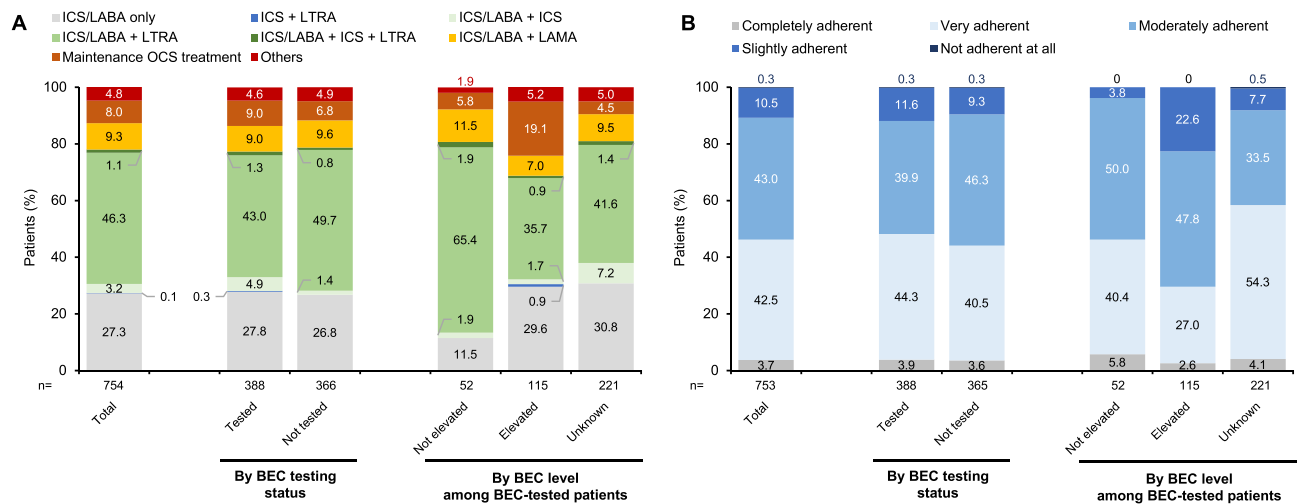 A
ICS/LABA only
ICS + LTRA
ICS/LABA + ICS
ICS/LABA + LTRA
ICS/LABA + ICS + LTRA
ICS/LABA + LAMA
Maintenance OCS treatment
Others
Patients (%)
100
80
60
40
20
0
4.8
8.0
9.3
1.1
46.3
3.2
0.1
27.3
4.6
9.0
9.0
1.3
43.0
4.9
0.3
27.8
4.9
6.8
9.6
0.8
49.7
1.4
26.8
1.9
5.8
11.5
1.9
65.4
1.9
11.5
5.2
19.1
7.0
0.9
35.7
1.7
0.9
29.6
5.0
4.5
9.5
1.4
41.6
7.2
30.8
n=
754
388
366
52
115
221
Total
Tested
Not tested
Not elevated
Elevated
Unknown
By BEC testing
status
By BEC level
among BEC-tested patients
B
Completely adherent
Very adherent
Moderately adherent
Slightly adherent
Not adherent at all
Patients (%)
100
80
60
40
20
0
0.3
10.5
43.0
42.5
3.7
0.3
11.6
39.9
44.3
3.9
0.3
9.3
46.3
40.5
3.6
0
3.8
50.0
40.4
5.8
0
22.6
47.8
27.0
2.6
0.5
7.7
33.5
54.3
4.1
n=
753
388
365
52
115
221
Total
Tested
Not tested
Not elevated
Elevated
Unknown
By BEC testing
status
By BEC level
among BEC-tested patients